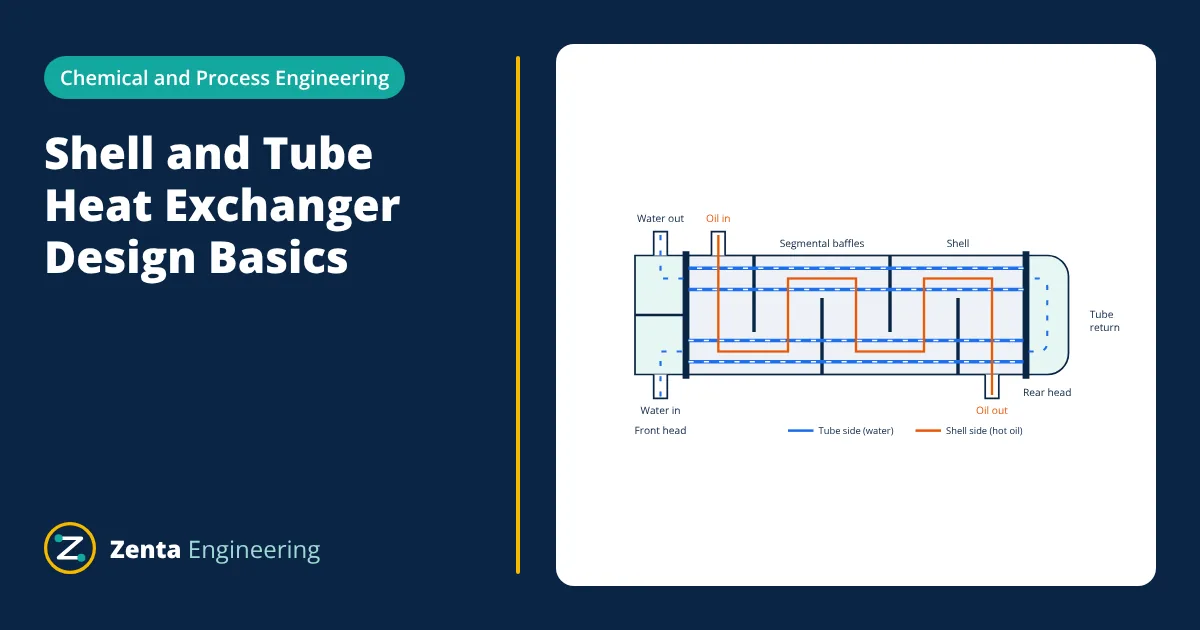 Chemical and Process Engineering
Shell and Tube
Heat Exchanger
Design Basics
Zenta Engineering
Water out
Oil in
Segmental baffles
Shell
Tube
return
Rear head
Water in
Oil out
Front head
Tube side (water)
Shell side (hot oil)